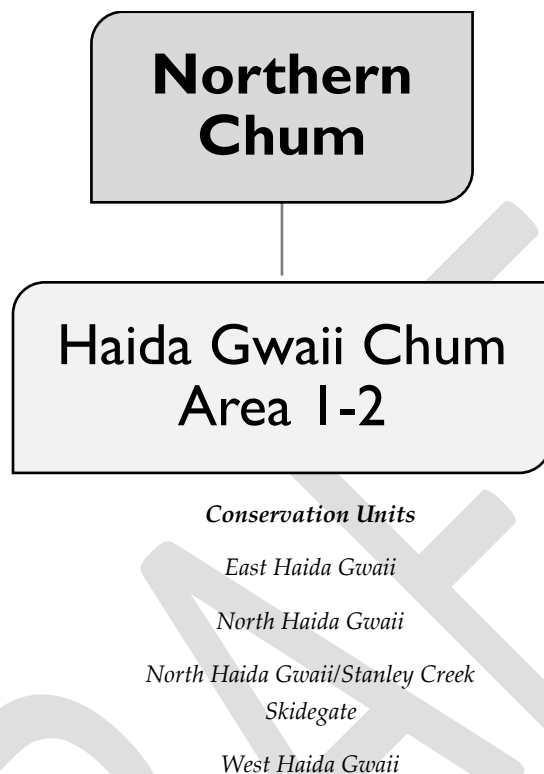 Northern
Chum
Haida Gwaii Chum
Area 1-2
Conservation Units
East Haida Gwaii
North Haida Gwaii
North Haida Gwaii/Stanley Creek
Skidegate
West Haida Gwaii